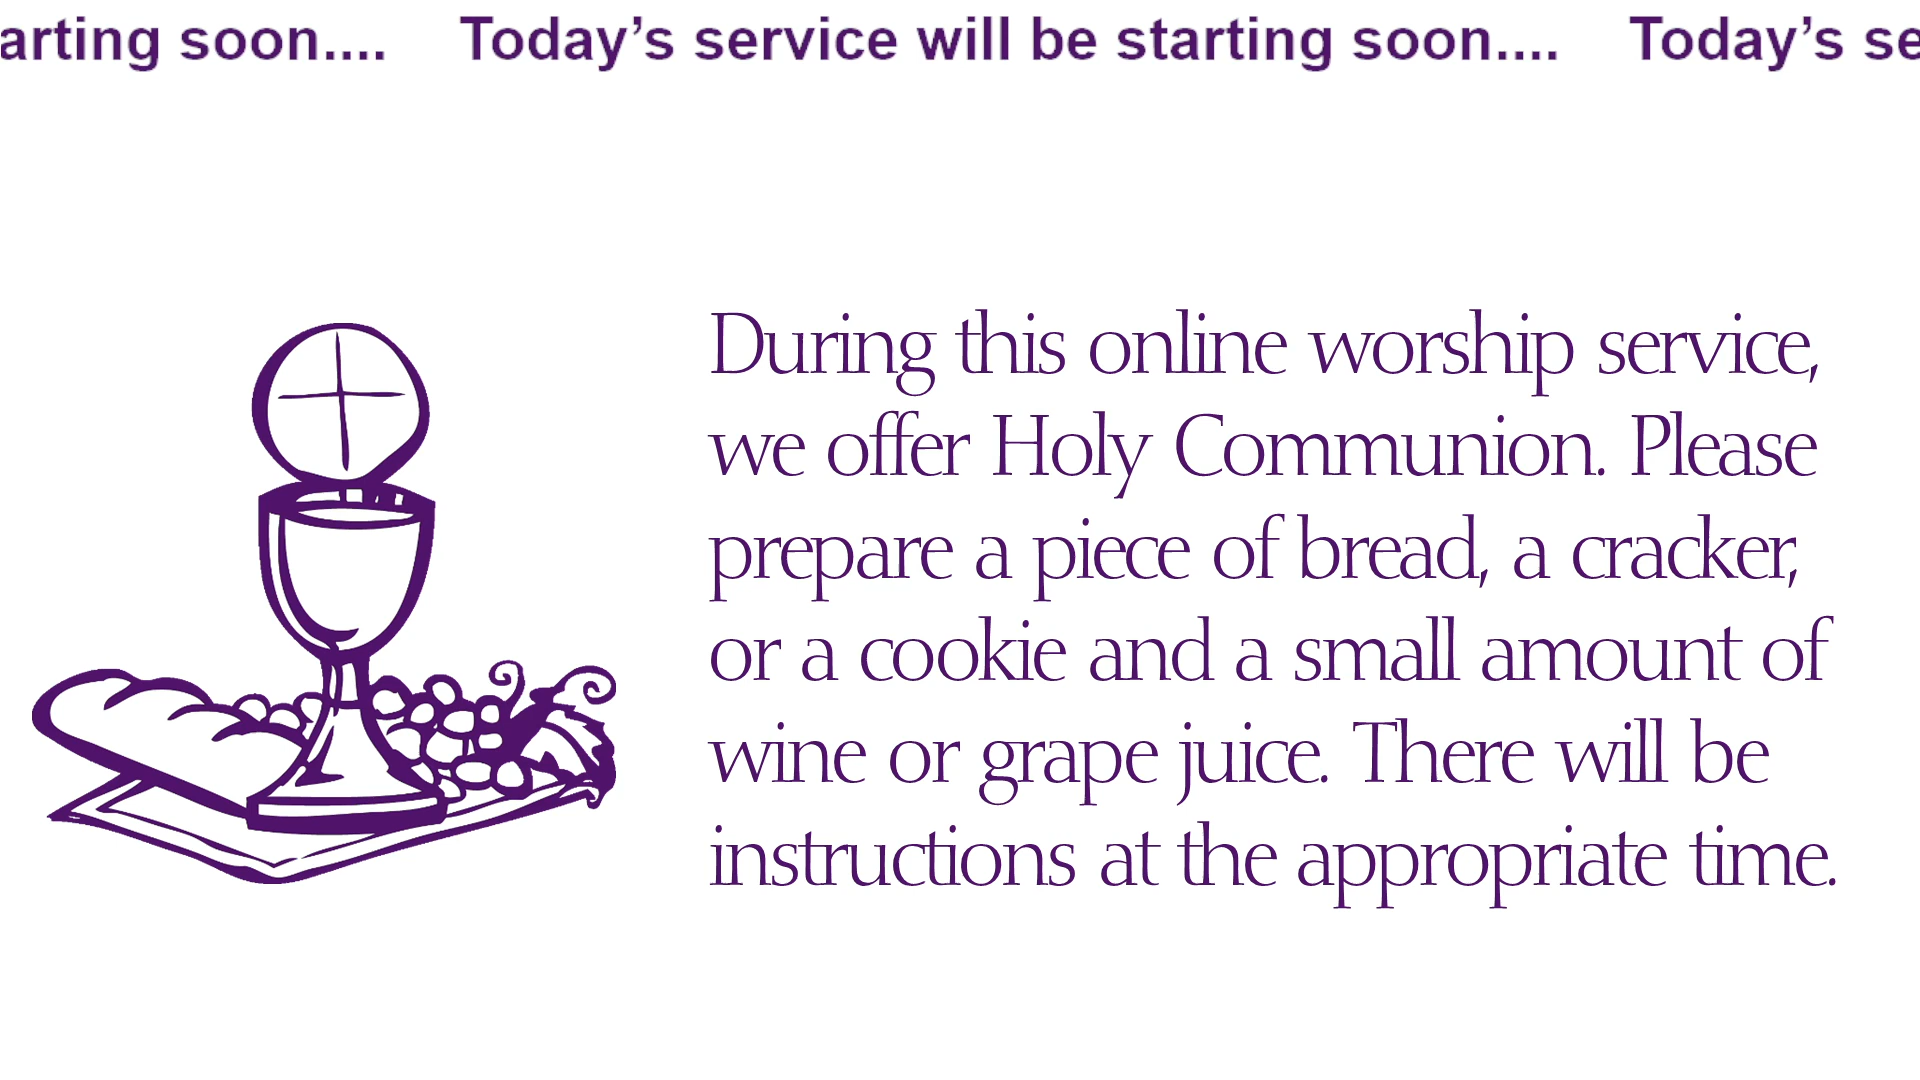 arting soon.... Today’s service will be starting soon.... Today’s se
During this online worship service,
we offer Holy Communion. Please
prepare a piece of bread, a cracker,
or a cookie and a small amount of
wine or grape juice. There will be
instructions at the appropriate time.